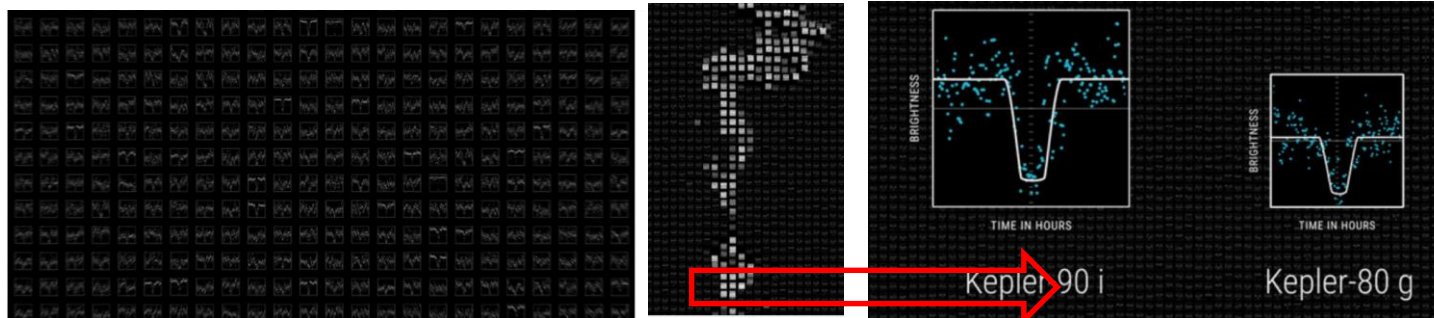 BRIGHTNESS
TIME IN HOURS
Kepler-90 i
BRIGHTNESS
TIME IN HOURS
Kepler-80 g